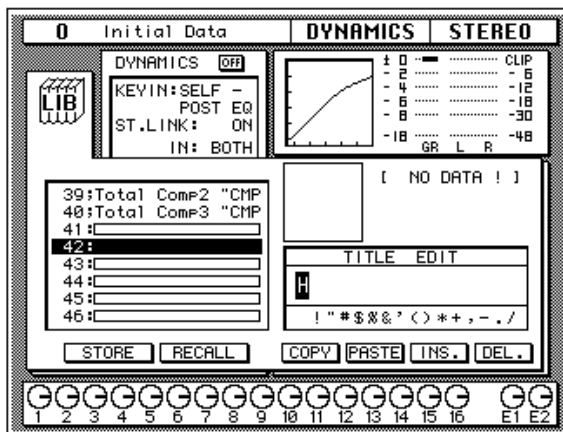 0 Initial Data DYNAMICS STEREO
DYNAMICS OFF
LIB
KEYIN:SELF -
POST EQ
ST.LINK: ON
IN: BOTH
± 0 CLIP
- 2 - 6
- 4 -12
- 6 -18
- 8 -30
-18 -48
GR L R
39;Total Comp2 "CMP
40;Total Comp3 "CMP
41:
42:
43:
44:
45:
46:
[ NO DATA ! ]
TITLE EDIT
H
!"#$%&'()*+,-./
STORE RECALL COPY PASTE INS. DEL.
1 2 3 4 5 6 7 8 9 10 11 12 13 14 15 16 E1 E2